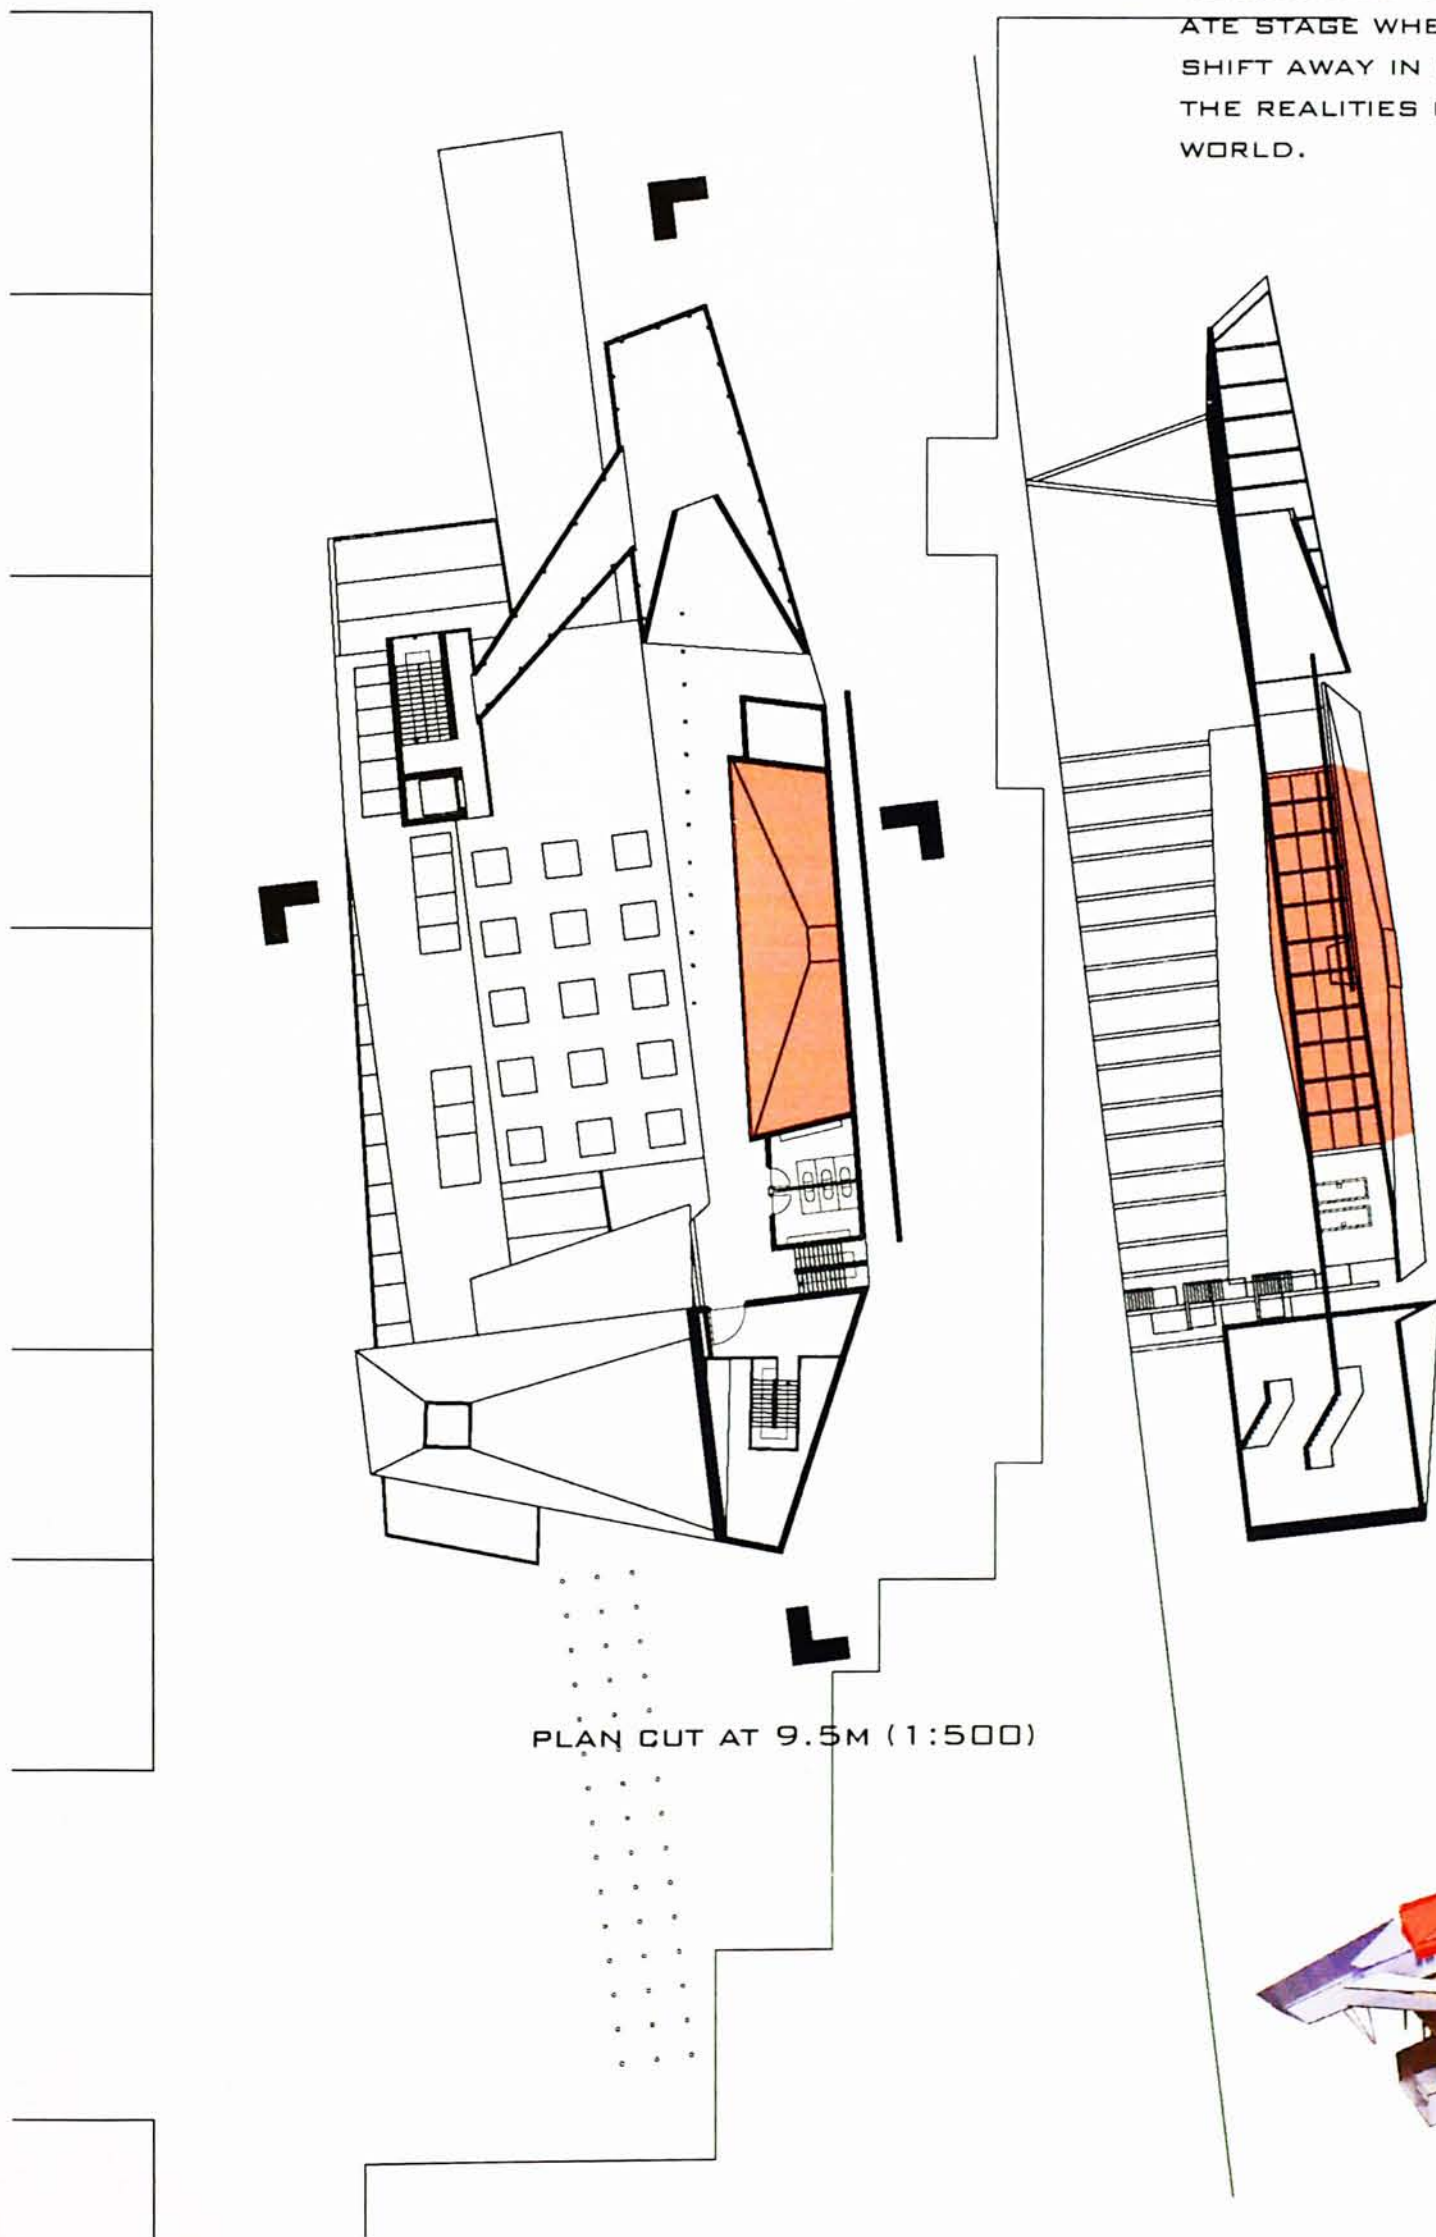 ATE STAGE WHE
SHIFT AWAY IN
THE REALITIES
WORLD.
PLAN CUT AT 9.5M (1:500)